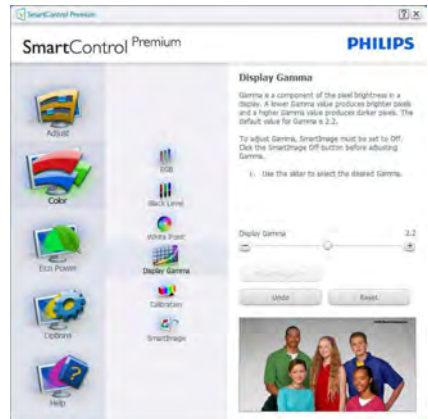 SmartControl Premium
SmartControl Premium
PHILIPS
Adjust
Color
Eco Power
Options
Help
RGB
Black Level
White Point
Display Gamma
Calibration
SmartImage
Display Gamma
Gamma is a component of the pixel brightness in a
display. A lower Gamma value produces brighter pixels
and a higher Gamma value produces darker pixels. The
default value for Gamma is 2.2.
To adjust Gamma, SmartImage must be set to Off.
Click the SmartImage Off button before adjusting
Gamma.
1. Use the slider to select the desired Gamma.
Display Gamma 2.2
Undo
Reset